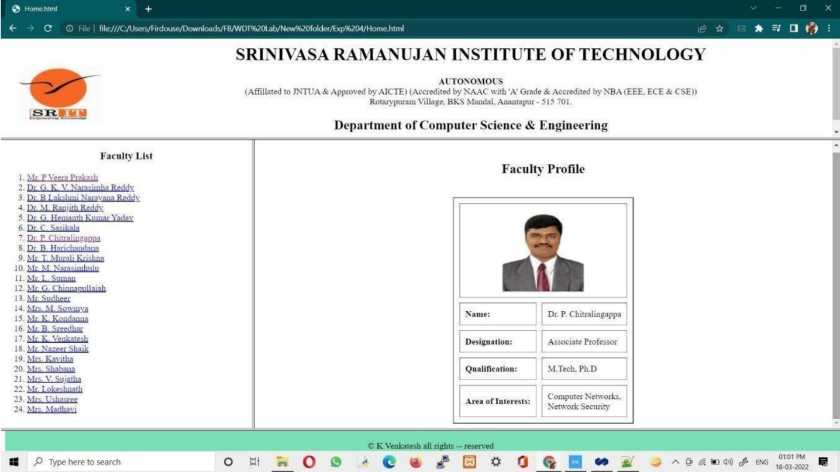 Home.html
File | file:///C:/Users/Firdouse/Downloads/FB/WDT%20Lab/New%20folder/Exp%204/Home.html
SRINIVASA RAMANUJAN INSTITUTE OF TECHNOLOGY
AUTONOMOUS
(Affillated to JNTUA & Approved by AICTE) (Accredited by NAAC with 'A' Grade & Accredited by NBA (EEE, ECE & CSE))
Rotarypuram Village, BKS Mandal, Anantapur - 515 701.
SRIT
Department of Computer Science & Engineering
Faculty List
1. Mr. P Veera Prakash
2. Dr. G. K. V. Narasimha Reddy
3. Dr. B Lakshmi Narayana Reddy
4. Dr. M. Ranjith Reddy
5. Dr. G. Hemanth Kumar Yadav
6. Dr. C. Sasikala
7. Dr. P. Chitralingappa
8. Dr. B. Harichandana
9. Mr. T. Murali Krishna
10. Mr. M. Narasimhulu
11. Mr. L. Suman
12. Mr. G. Chinnapullaiah
13. Mr. Sudheer
14. Mrs. M. Sowmya
15. Mr. K. Kondanna
16. Mr. B. Sreedhar
17. Mr. K. Venkatesh
18. Mr. Nazeer Shaik
19. Mrs. Kavitha
20. Mrs. Shabana
21. Mrs. V. Sujatha
22. Mr. Lokeshnath
23. Mrs. Ushasree
24. Mrs. Madhavi
Faculty Profile
Name: Dr. P. Chitralingappa
Designation: Associate Professor
Qualification: M.Tech, Ph.D
Area of Interests: Computer Networks,
Network Security
© K Venkatesh all rights -- reserved
Type here to search
ENG
01:01 PM
18-03-2022